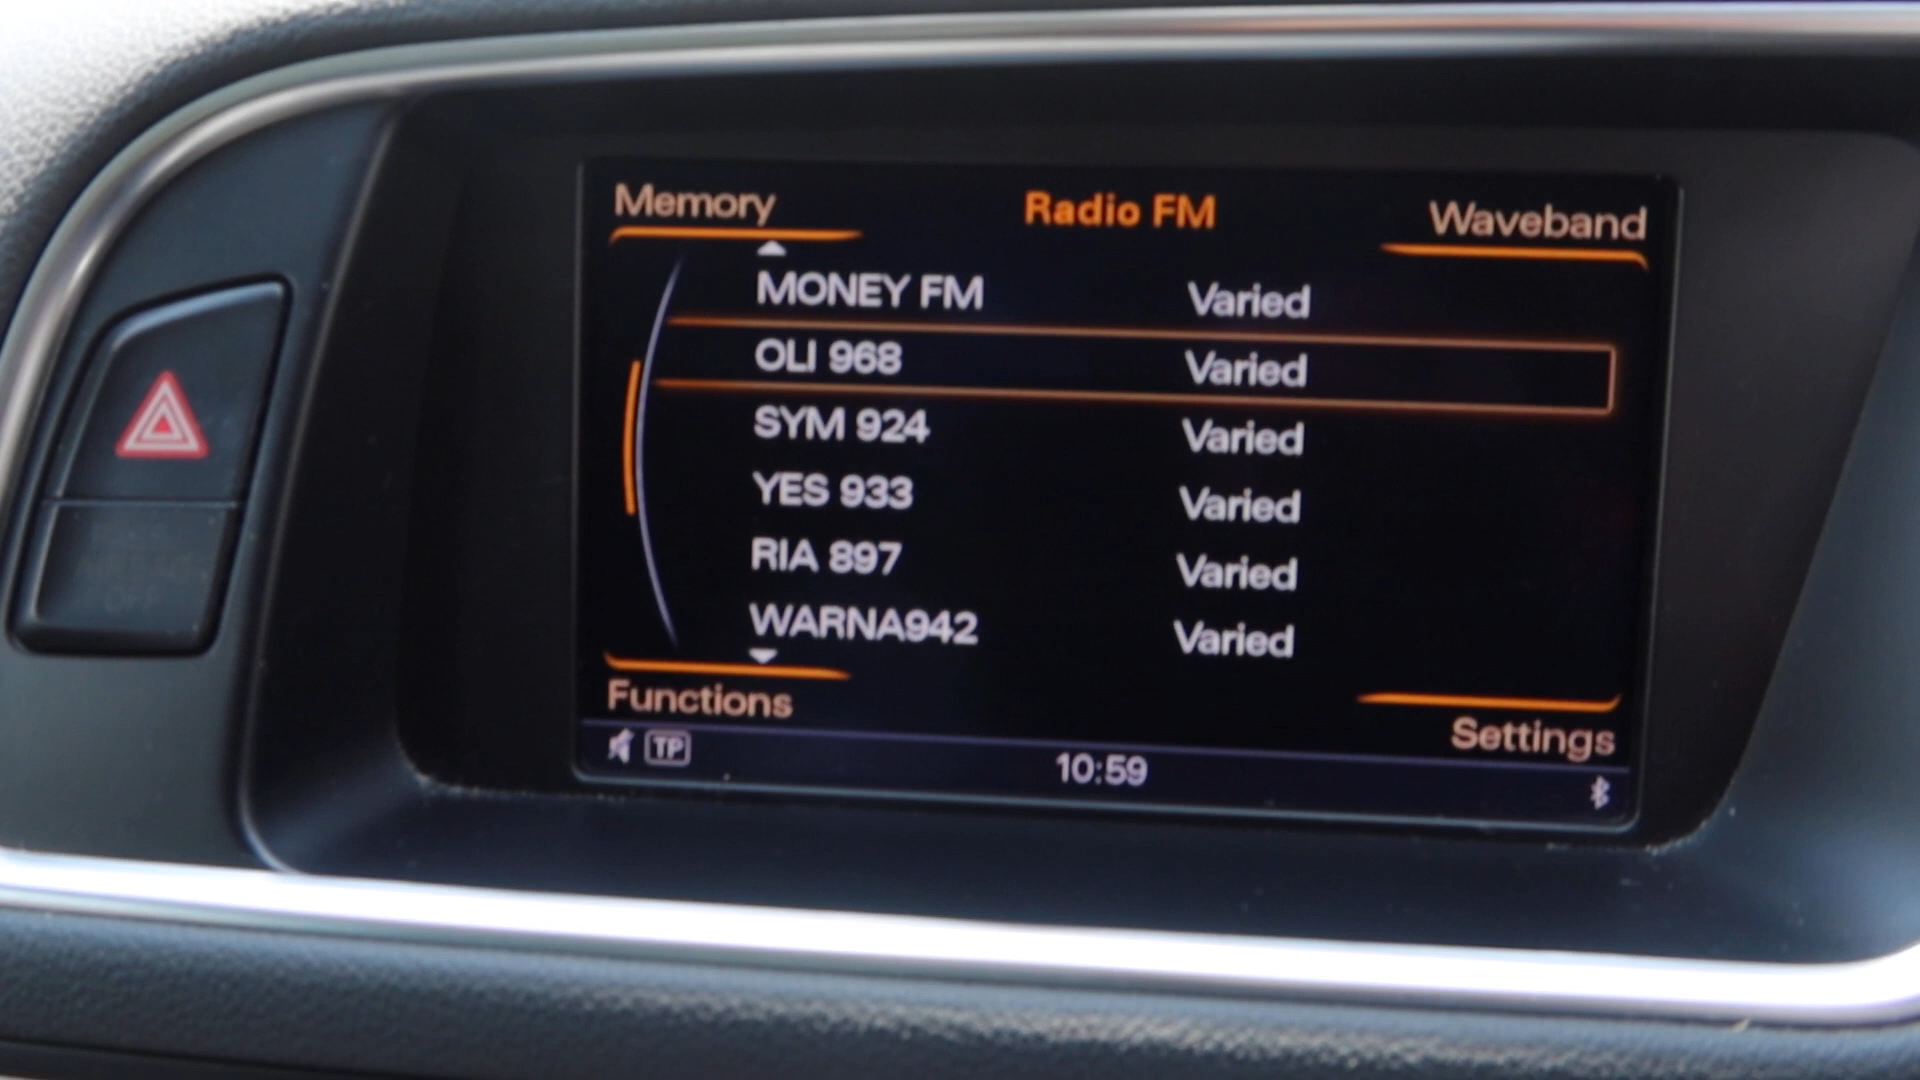 Memory Radio FM Waveband
MONEY FM Varied
OLI 968 Varied
SYM 924 Varied
YES 933 Varied
RIA 897 Varied
WARNA942 Varied
Functions
Settings
TP 10:59
OFF